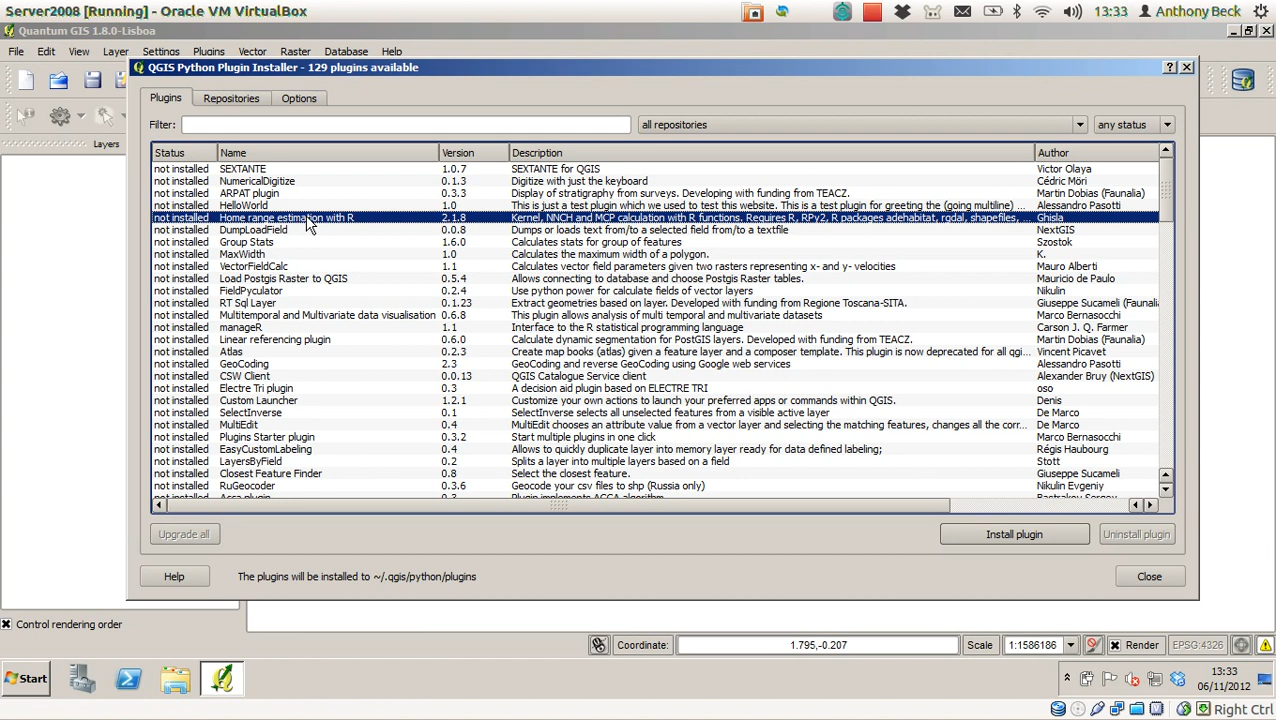 Server2008 [Running] - Oracle VM VirtualBox
13:33
Anthony Beck
Quantum GIS 1.8.0-Lisboa
File Edit View Layer Settings Plugins Vector Raster Database Help
QGIS Python Plugin Installer - 129 plugins available
Plugins Repositories Options
Filter: all repositories any status
Layers
Status Name Version Description Author
not installed SEXTANTE 1.0.7 SEXTANTE for QGIS Victor Olaya
not installed NumericalDigitize 0.1.3 Digitize with just the keyboard Cédric Möri
not installed ARPAT plugin 0.3.3 Display of stratigraphy from surveys. Developing with funding from TEACZ. Martin Dobias (Faunalia)
not installed HelloWorld 1.0 This is just a test plugin which we used to test this website. This is a test plugin for greeting the (going multiline) ... Alessandro Pasotti
not installed Home range estimation with R 2.1.8 Kernel, NNCH and MCP calculation with R functions. Requires R, RPy2, R packages adehabitat, rgdal, shapefiles, ... Ghisla
not installed DumpLoadField 0.0.8 Dumps or loads text from/to a selected field from/to a textfile NextGIS
not installed Group Stats 1.6.0 Calculates stats for group of features Szostok
not installed MaxWidth 1.0 Calculates the maximum width of a polygon. K.
not installed VectorFieldCalc 1.1 Calculates vector field parameters given two rasters representing x- and y- velocities Mauro Alberti
not installed Load Postgis Raster to QGIS 0.5.4 Allows connecting to database and choose Postgis Raster tables. Mauricio de Paulo
not installed FieldPyculator 0.2.4 Use python power for calculate fields of vector layers Nikulin
not installed RT Sql Layer 0.1.23 Extract geometries based on layer. Developed with funding from Regione Toscana-SITA. Giuseppe Sucameli (Faunalia
not installed Multitemporal and Multivariate data visualisation 0.6.8 This plugin allows analysis of multi temporal and multivariate datasets Marco Bernasocchi
not installed manageR 1.1 Interface to the R statistical programming language Carson J. Q. Farmer
not installed Linear referencing plugin 0.6.0 Calculate dynamic segmentation for PostGIS layers. Developed with funding from TEACZ. Martin Dobias (Faunalia)
not installed Atlas 0.2.3 Create map books (atlas) given a feature layer and a composer template. This plugin is now deprecated for all qgi... Vincent Picavet
not installed GeoCoding 2.3 GeoCoding and reverse GeoCoding using Google web services Alessandro Pasotti
not installed CSW Client 0.0.13 QGIS Catalogue Service client Alexander Bruy (NextGIS)
not installed Electre Tri plugin 0.3 A decision aid plugin based on ELECTRE TRI oso
not installed Custom Launcher 1.2.1 Customize your own actions to launch your preferred apps or commands within QGIS. Denis
not installed SelectInverse 0.1 SelectInverse selects all unselected features from a visible active layer De Marco
not installed MultiEdit 0.4 MultiEdit chooses an attribute value from a vector layer and selecting the matching features, changes all the corr... De Marco
not installed Plugins Starter plugin 0.3.2 Start multiple plugins in one click Marco Bernasocchi
not installed EasyCustomLabeling 0.4 Allows to quickly duplicate layer into memory layer ready for data defined labeling; Régis Haubourg
not installed LayersByField 0.2 Splits a layer into multiple layers based on a field Stott
not installed Closest Feature Finder 0.8 Select the closest feature. Giuseppe Sucameli
not installed RuGeocoder 0.3.6 Geocode your csv files to shp (Russia only) Nikulin Evgeniy
Upgrade all Install plugin Uninstall plugin
Help The plugins will be installed to ~/.qgis/python/plugins Close
Control rendering order
Coordinate: 1.795,-0.207 Scale 1:1586186 Render EPSG:4326
Start
13:33
06/11/2012
Right Ctrl